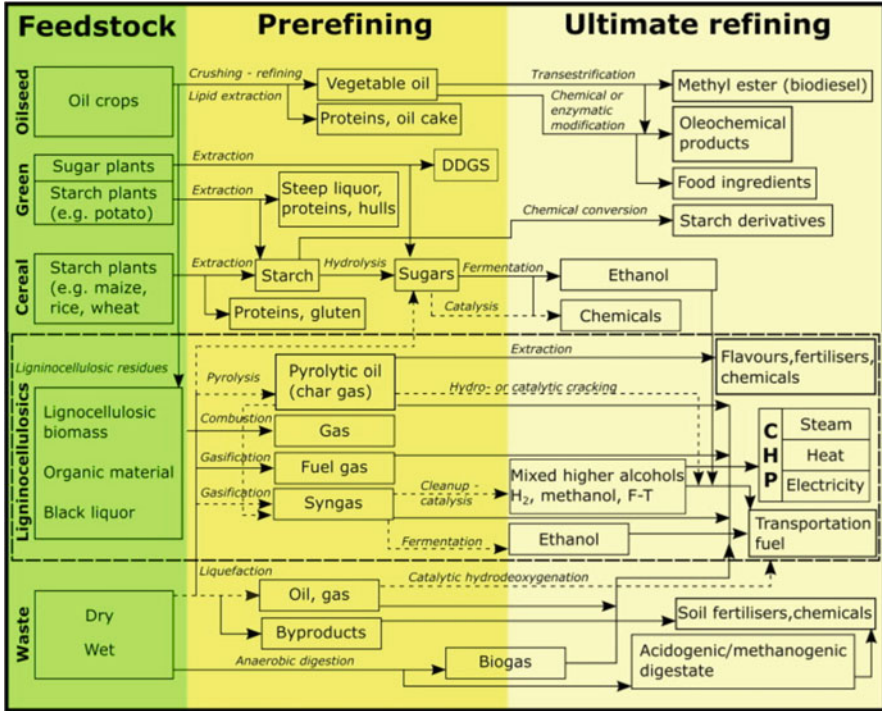 Feedstock
Prerefining
Ultimate refining
Oilseed
Oil crops
Crushing - refining
Lipid extraction
Vegetable oil
Proteins, oil cake
Transestrification
Chemical or
enzymatic
modification
Methyl ester (biodiesel)
Oleochemical
products
Food ingredients
Green
Sugar plants
Starch plants
(e.g. potato)
Extraction
Extraction
DDGS
Steep liquor,
proteins, hulls
Chemical conversion
Starch derivatives
Cereal
Starch plants
(e.g. maize,
rice, wheat
Extraction
Starch
Hydrolysis
Sugars
Fermentation
Ethanol
Catalysis
Chemicals
Proteins, gluten
Ligninocellulosics
Ligninocellulosic residues
Lignocellulosic
biomass
Organic material
Black liquor
Pyrolysis
Pyrolytic oil
(char gas)
Extraction
Flavours,fertilisers,
chemicals
Hydro- or catalytic cracking
Combustion
Gas
Gasification
Fuel gas
Gasification
Syngas
Cleanup -
catalysis
Mixed higher alcohols
H2, methanol, F-T
CHP
Steam
Heat
Electricity
Fermentation
Ethanol
Transportation
fuel
Waste
Dry
Wet
Liquefaction
Oil, gas
Catalytic hydrodeoxygenation
Byproducts
Soil fertilisers,chemicals
Anaerobic digestion
Biogas
Acidogenic/methanogenic
digestate